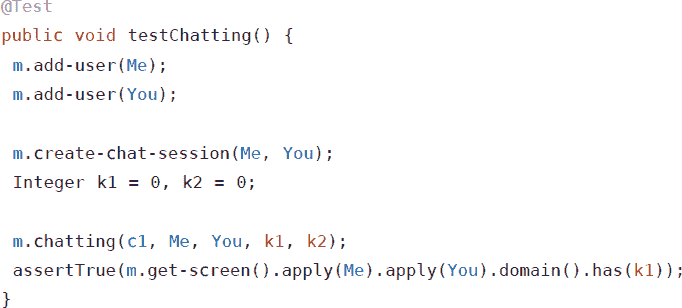 @Test
public void testChatting() {
m.add-user(Me);
m.add-user(You);
m.create-chat-session(Me, You);
Integer k1 = 0, k2 = 0;
m.chatting(c1, Me, You, k1, k2);
assertTrue(m.get-screen().apply(Me).apply(You).domain().has(k1));
}